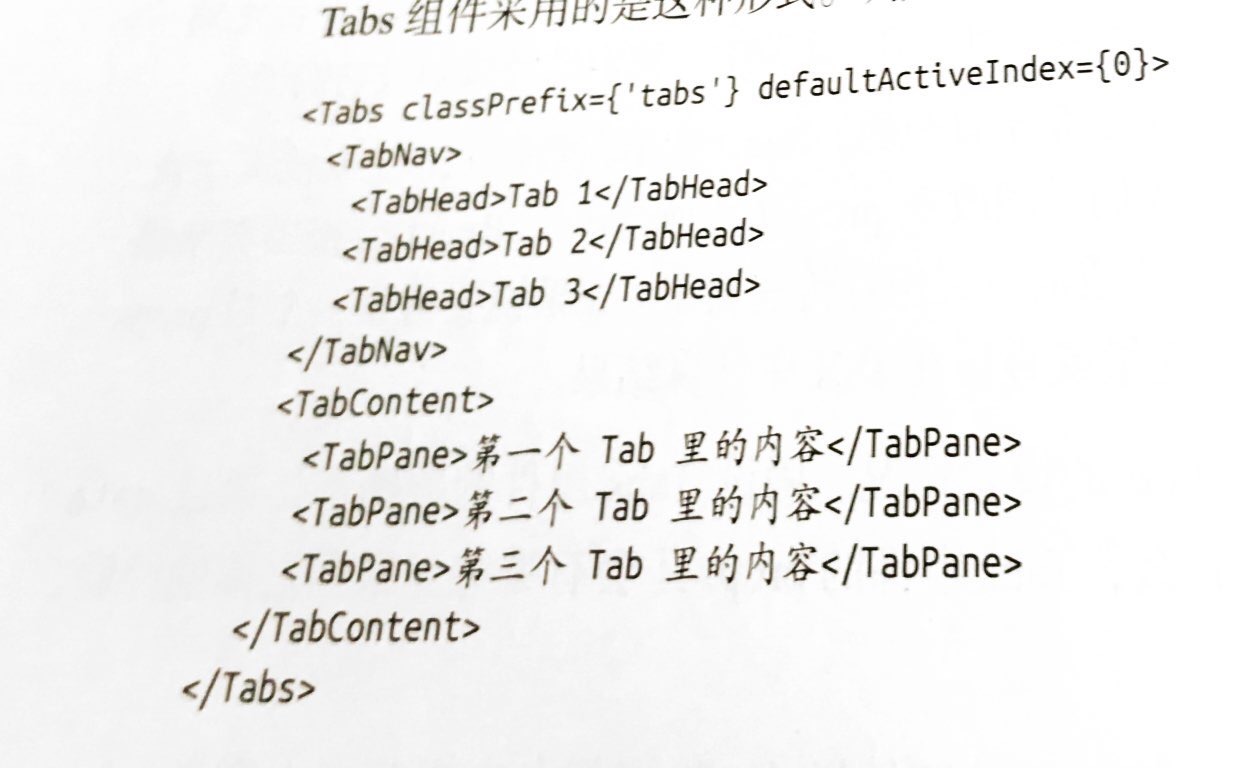 Tabs 组件采用的是这种形式。
<Tabs classPrefix={'tabs'} defaultActiveIndex={0}>
<TabNav>
<TabHead>Tab 1</TabHead>
<TabHead>Tab 2</TabHead>
<TabHead>Tab 3</TabHead>
</TabNav>
<TabContent>
<TabPane>第一个 Tab 里的内容</TabPane>
<TabPane>第二个 Tab 里的内容</TabPane>
<TabPane>第三个 Tab 里的内容</TabPane>
</TabContent>
</Tabs>